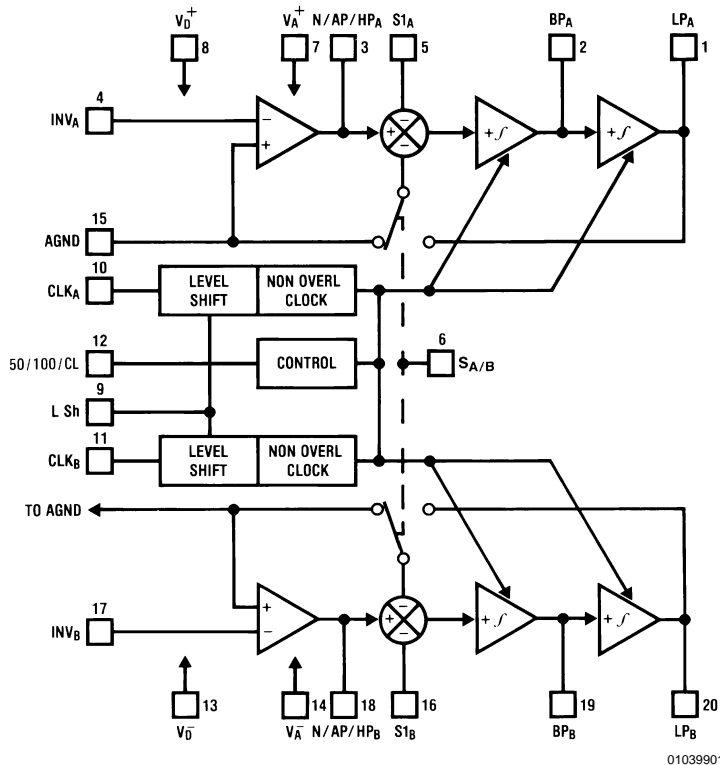 V_D^+ V_A^+ N/AP/HP_A S1_A BP_A LP_A
8 7 3 5 2 1
4
INV_A − + − − + ∫ + ∫
+ −
15
AGND
10
CLK_A LEVEL SHIFT NON OVERL CLOCK
12 6
50/100/CL CONTROL S_A/B
9
L Sh
11
CLK_B LEVEL SHIFT NON OVERL CLOCK
TO AGND
17
INV_B + − + − − + ∫ + ∫
13 14 18 16 19 20
V_D^- V_A^- N/AP/HP_B S1_B BP_B LP_B
01039901